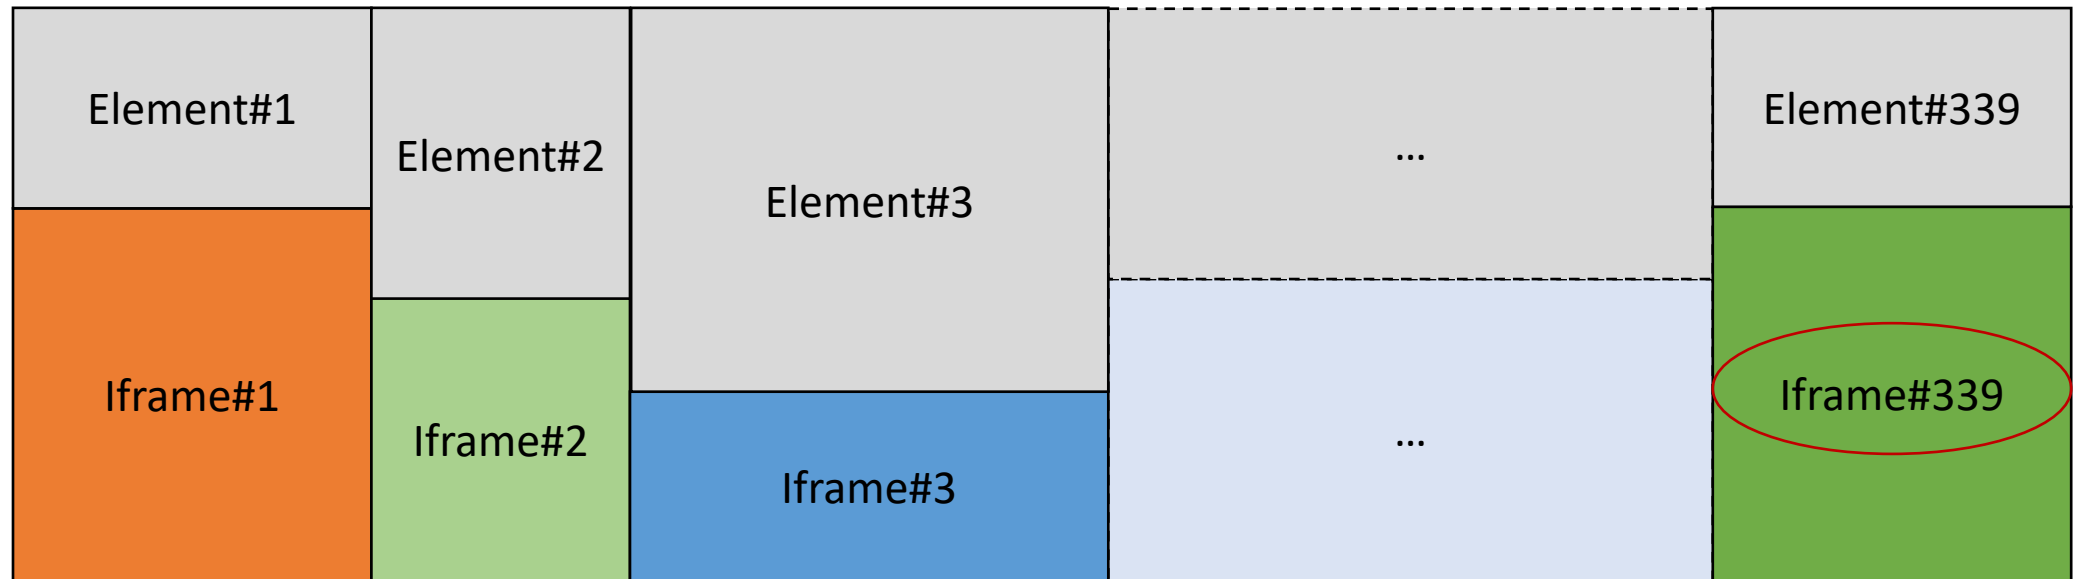 Element#1
Element#2
Element#3
...
Element#339
Iframe#1
Iframe#2
Iframe#3
...
Iframe#339